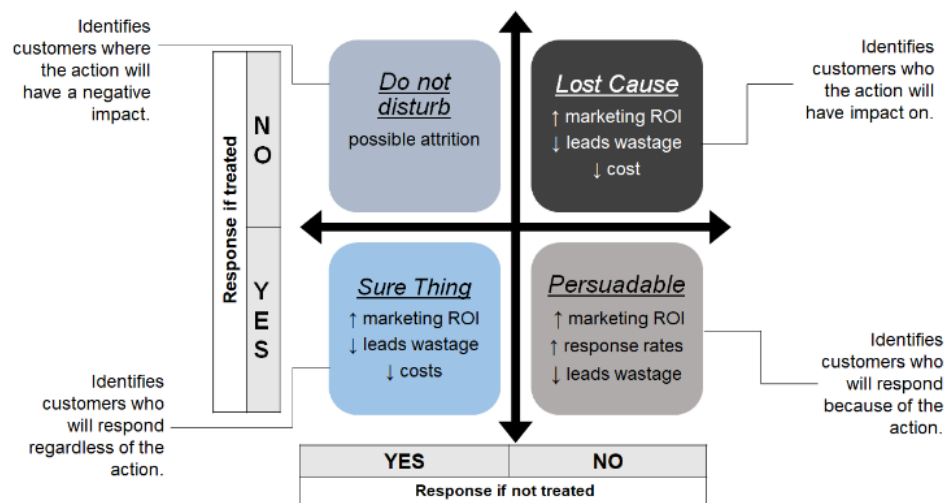 Identifies
customers where
the action will
have a negative
impact.
Response if treated
NO
YES
Do not
disturb
possible attrition
Lost Cause
↑ marketing ROI
↓ leads wastage
↓ cost
Identifies
customers who
the action will
have impact on.
Sure Thing
↑ marketing ROI
↓ leads wastage
↓ costs
Persuadable
↑ marketing ROI
↑ response rates
↓ leads wastage
Identifies
customers who
will respond
regardless of the
action.
Identifies
customers who
will respond
because of the
action.
YES
NO
Response if not treated